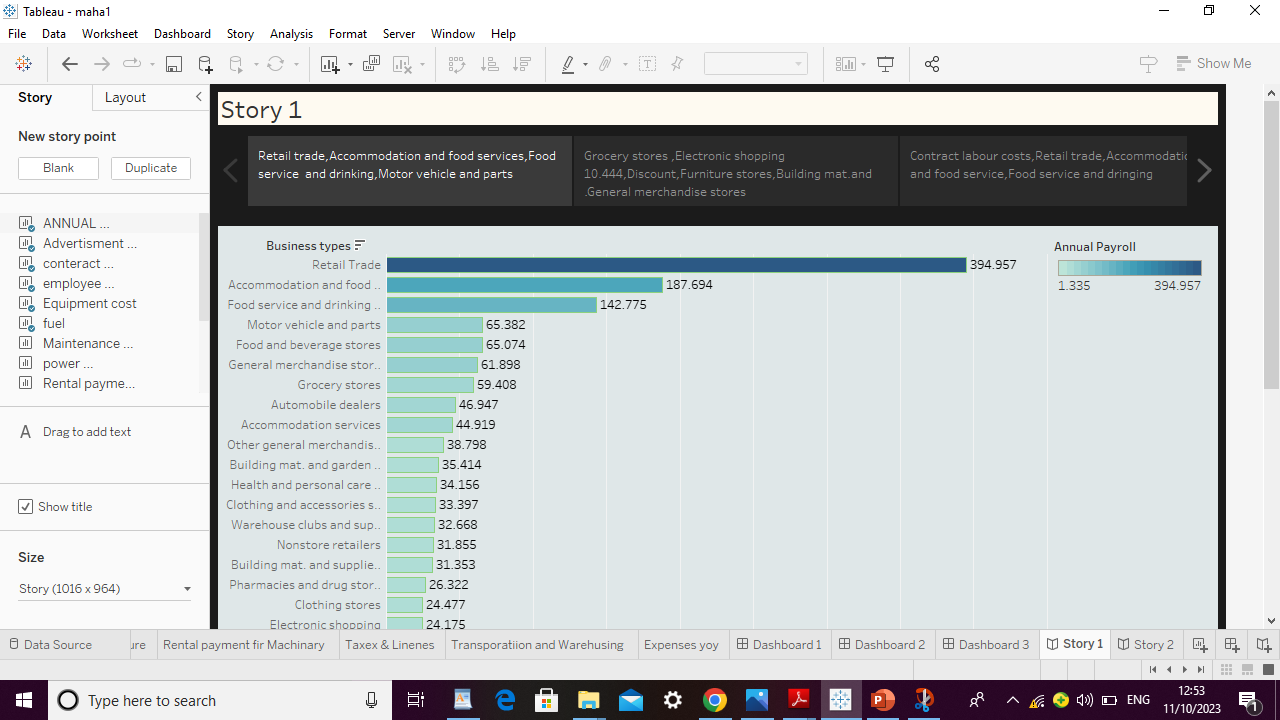 Tableau - maha1
File Data Worksheet Dashboard Story Analysis Format Server Window Help
Show Me
Story Layout
New story point
Blank Duplicate
ANNUAL ...
Advertisment ...
conteract ...
employee ...
Equipment cost
fuel
Maintenance ...
power ...
Rental payme...
A Drag to add text
Show title
Size
Story (1016 x 964)
Story 1
Retail trade,Accommodation and food services,Food
service and drinking,Motor vehicle and parts
Grocery stores ,Electronic shopping
10.444,Discount,Furniture stores,Building mat.and
.General merchandise stores
Contract labour costs,Retail trade,Accommodatio
and food service,Food service and dringing
Business types
Retail Trade 394.957
Accommodation and food .. 187.694
Food service and drinking .. 142.775
Motor vehicle and parts 65.382
Food and beverage stores 65.074
General merchandise stor.. 61.898
Grocery stores 59.408
Automobile dealers 46.947
Accommodation services 44.919
Other general merchandis.. 38.798
Building mat. and garden .. 35.414
Health and personal care .. 34.156
Clothing and accessories s.. 33.397
Warehouse clubs and sup.. 32.668
Nonstore retailers 31.855
Building mat. and supplie.. 31.353
Pharmacies and drug stor.. 26.322
Clothing stores 24.477
Electronic shopping 24.175
Annual Payroll
1.335 394.957
Data Source ure Rental payment fir Machinary Taxex & Linenes Transporatiion and Warehusing Expenses yoy Dashboard 1 Dashboard 2 Dashboard 3 Story 1 Story 2
Type here to search
ENG
12:53
11/10/2023
1